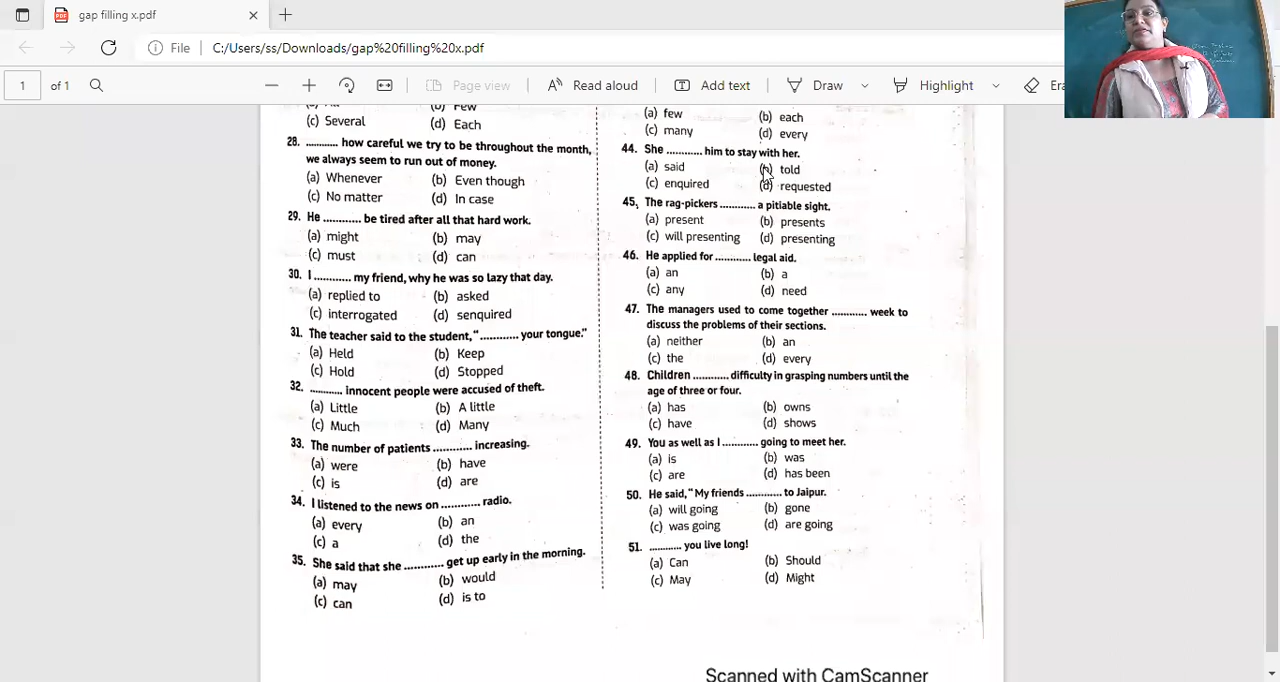 gap filling x.pdf
File
C:/Users/ss/Downloads/gap%20filling%20x.pdf
1 of 1
Page view
Read aloud
Add text
Draw
Highlight
(b) Few
(c) Several (d) Each
28. ........... how careful we try to be throughout the month,
we always seem to run out of money.
(a) Whenever (b) Even though
(c) No matter (d) In case
29. He ............ be tired after all that hard work.
(a) might (b) may
(c) must (d) can
30. I ........... my friend, why he was so lazy that day.
(a) replied to (b) asked
(c) interrogated (d) senquired
31. The teacher said to the student, “............ your tongue.”
(a) Held (b) Keep
(c) Hold (d) Stopped
32. ........... innocent people were accused of theft.
(a) Little (b) A little
(c) Much (d) Many
33. The number of patients ............ increasing.
(a) were (b) have
(c) is (d) are
34. I listened to the news on ............ radio.
(a) every (b) an
(c) a (d) the
35. She said that she ............ get up early in the morning.
(a) may (b) would
(c) can (d) is to
(a) few (b) each
(c) many (d) every
44. She ............ him to stay with her.
(a) said (b) told
(c) enquired (d) requested
45. The rag-pickers ............ a pitiable sight.
(a) present (b) presents
(c) will presenting (d) presenting
46. He applied for ............ legal aid.
(a) an (b) a
(c) any (d) need
47. The managers used to come together ............ week to
discuss the problems of their sections.
(a) neither (b) an
(c) the (d) every
48. Children ............ difficulty in grasping numbers until the
age of three or four.
(a) has (b) owns
(c) have (d) shows
49. You as well as I ............ going to meet her.
(a) is (b) was
(c) are (d) has been
50. He said, “My friends ............ to Jaipur.
(a) will going (b) gone
(c) was going (d) are going
51. ........... you live long!
(a) Can (b) Should
(c) May (d) Might
Scanned with CamScanner